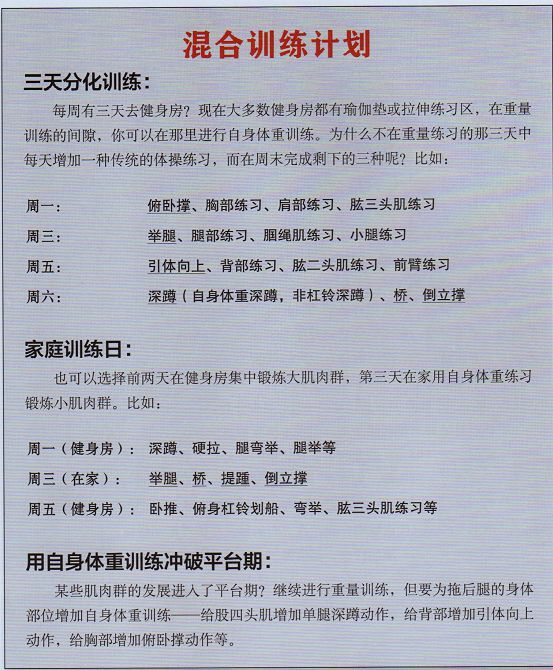 混合训练计划
三天分化训练：
每周有三天去健身房？现在大多数健身房都有瑜伽垫或拉伸练习区，在重量
训练的间隙，你可以在那里进行自身体重训练。为什么不在重量练习的那三天中
每天增加一种传统的体操练习，而在周末完成剩下的三种呢？比如：
周一： 俯卧撑、胸部练习、肩部练习、肱三头肌练习
周三： 举腿、腿部练习、腘绳肌练习、小腿练习
周五： 引体向上、背部练习、肱二头肌练习、前臂练习
周六： 深蹲（自身体重深蹲，非杠铃深蹲）、桥、倒立撑
家庭训练日：
也可以选择前两天在健身房集中锻炼大肌肉群，第三天在家用自身体重练习
锻炼小肌肉群。比如：
周一（健身房）： 深蹲、硬拉、腿弯举、腿举等
周三（在家）： 举腿、桥、提踵、倒立撑
周五（健身房）： 卧推、俯身杠铃划船、弯举、肱三头肌练习等
用自身体重训练冲破平台期：
某些肌肉群的发展进入了平台期？继续进行重量训练，但要为拖后腿的身体
部位增加自身体重训练——给股四头肌增加单腿深蹲动作，给背部增加引体向上
动作，给胸部增加俯卧撑动作等。